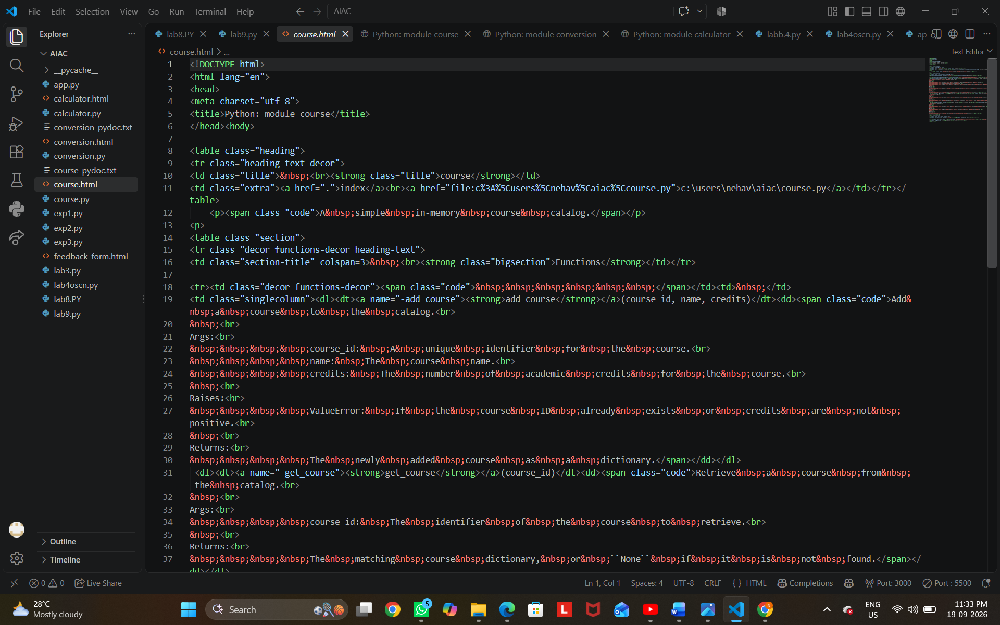 File Edit Selection View Go Run Terminal Help
AIAC
Explorer
AIAC
__pycache__
app.py
calculator.html
calculator.py
conversion_pydoc.txt
conversion.html
conversion.py
course_pydoc.txt
course.html
course.py
exp1.py
exp2.py
exp3.py
feedback_form.html
lab3.py
lab4oscn.py
lab8.PY
lab9.py
Outline
Timeline
lab8.PY lab9.py course.html Python: module course Python: module conversion Python: module calculator labb.4.py lab4oscn.py ap
course.html > ...
Text Editor
1 <!DOCTYPE html>
2 <html lang="en">
3 <head>
4 <meta charset="utf-8">
5 <title>Python: module course</title>
6 </head><body>
7
8 <table class="heading">
9 <tr class="heading-text decor">
10 <td class="title">&nbsp;<br><strong class="title">course</strong></td>
11 <td class="extra"><a href=".">index</a><br><a href="file:c%3A%5Cusers%5Cnehav%5Caiac%5Ccourse.py">c:\users\nehav\aiac\course.py</a></td></tr></
table>
12 <p><span class="code">A&nbsp;simple&nbsp;in-memory&nbsp;course&nbsp;catalog.</span></p>
13 <p>
14 <table class="section">
15 <tr class="decor functions-decor heading-text">
16 <td class="section-title" colspan=3>&nbsp;<br><strong class="bigsection">Functions</strong></td></tr>
17
18 <tr><td class="decor functions-decor"><span class="code">&nbsp;&nbsp;&nbsp;&nbsp;&nbsp;&nbsp;</span></td><td>&nbsp;</td>
19 <td class="singlecolumn"><dl><dt><a name="-add_course"><strong>add_course</strong></a>(course_id, name, credits)</dt><dd><span class="code">Add&
nbsp;a&nbsp;course&nbsp;to&nbsp;the&nbsp;catalog.<br>
20 &nbsp;<br>
21 Args:<br>
22 &nbsp;&nbsp;&nbsp;&nbsp;course_id:&nbsp;A&nbsp;unique&nbsp;identifier&nbsp;for&nbsp;the&nbsp;course.<br>
23 &nbsp;&nbsp;&nbsp;&nbsp;name:&nbsp;The&nbsp;course&nbsp;name.<br>
24 &nbsp;&nbsp;&nbsp;&nbsp;credits:&nbsp;The&nbsp;number&nbsp;of&nbsp;academic&nbsp;credits&nbsp;for&nbsp;the&nbsp;course.<br>
25 &nbsp;<br>
26 Raises:<br>
27 &nbsp;&nbsp;&nbsp;&nbsp;ValueError:&nbsp;If&nbsp;the&nbsp;course&nbsp;ID&nbsp;already&nbsp;exists&nbsp;or&nbsp;credits&nbsp;are&nbsp;not&nbsp;
positive.<br>
28 &nbsp;<br>
29 Returns:<br>
30 &nbsp;&nbsp;&nbsp;&nbsp;The&nbsp;newly&nbsp;added&nbsp;course&nbsp;as&nbsp;a&nbsp;dictionary.</span></dd></dl>
31 <dl><dt><a name="-get_course"><strong>get_course</strong></a>(course_id)</dt><dd><span class="code">Retrieve&nbsp;a&nbsp;course&nbsp;from&nbsp;
the&nbsp;catalog.<br>
32 &nbsp;<br>
33 Args:<br>
34 &nbsp;&nbsp;&nbsp;&nbsp;course_id:&nbsp;The&nbsp;identifier&nbsp;of&nbsp;the&nbsp;course&nbsp;to&nbsp;retrieve.<br>
35 &nbsp;<br>
36 Returns:<br>
37 &nbsp;&nbsp;&nbsp;&nbsp;The&nbsp;matching&nbsp;course&nbsp;dictionary,&nbsp;or&nbsp;``None``&nbsp;if&nbsp;it&nbsp;is&nbsp;not&nbsp;found.</span></
dd></dl>
0 0 Live Share
Ln 1, Col 1 Spaces: 4 UTF-8 CRLF {} HTML Completions Port: 3000 Port : 5500
28°C
Mostly cloudy
Search
5
L
W
N
ENG
US
11:33 PM
19-09-2026